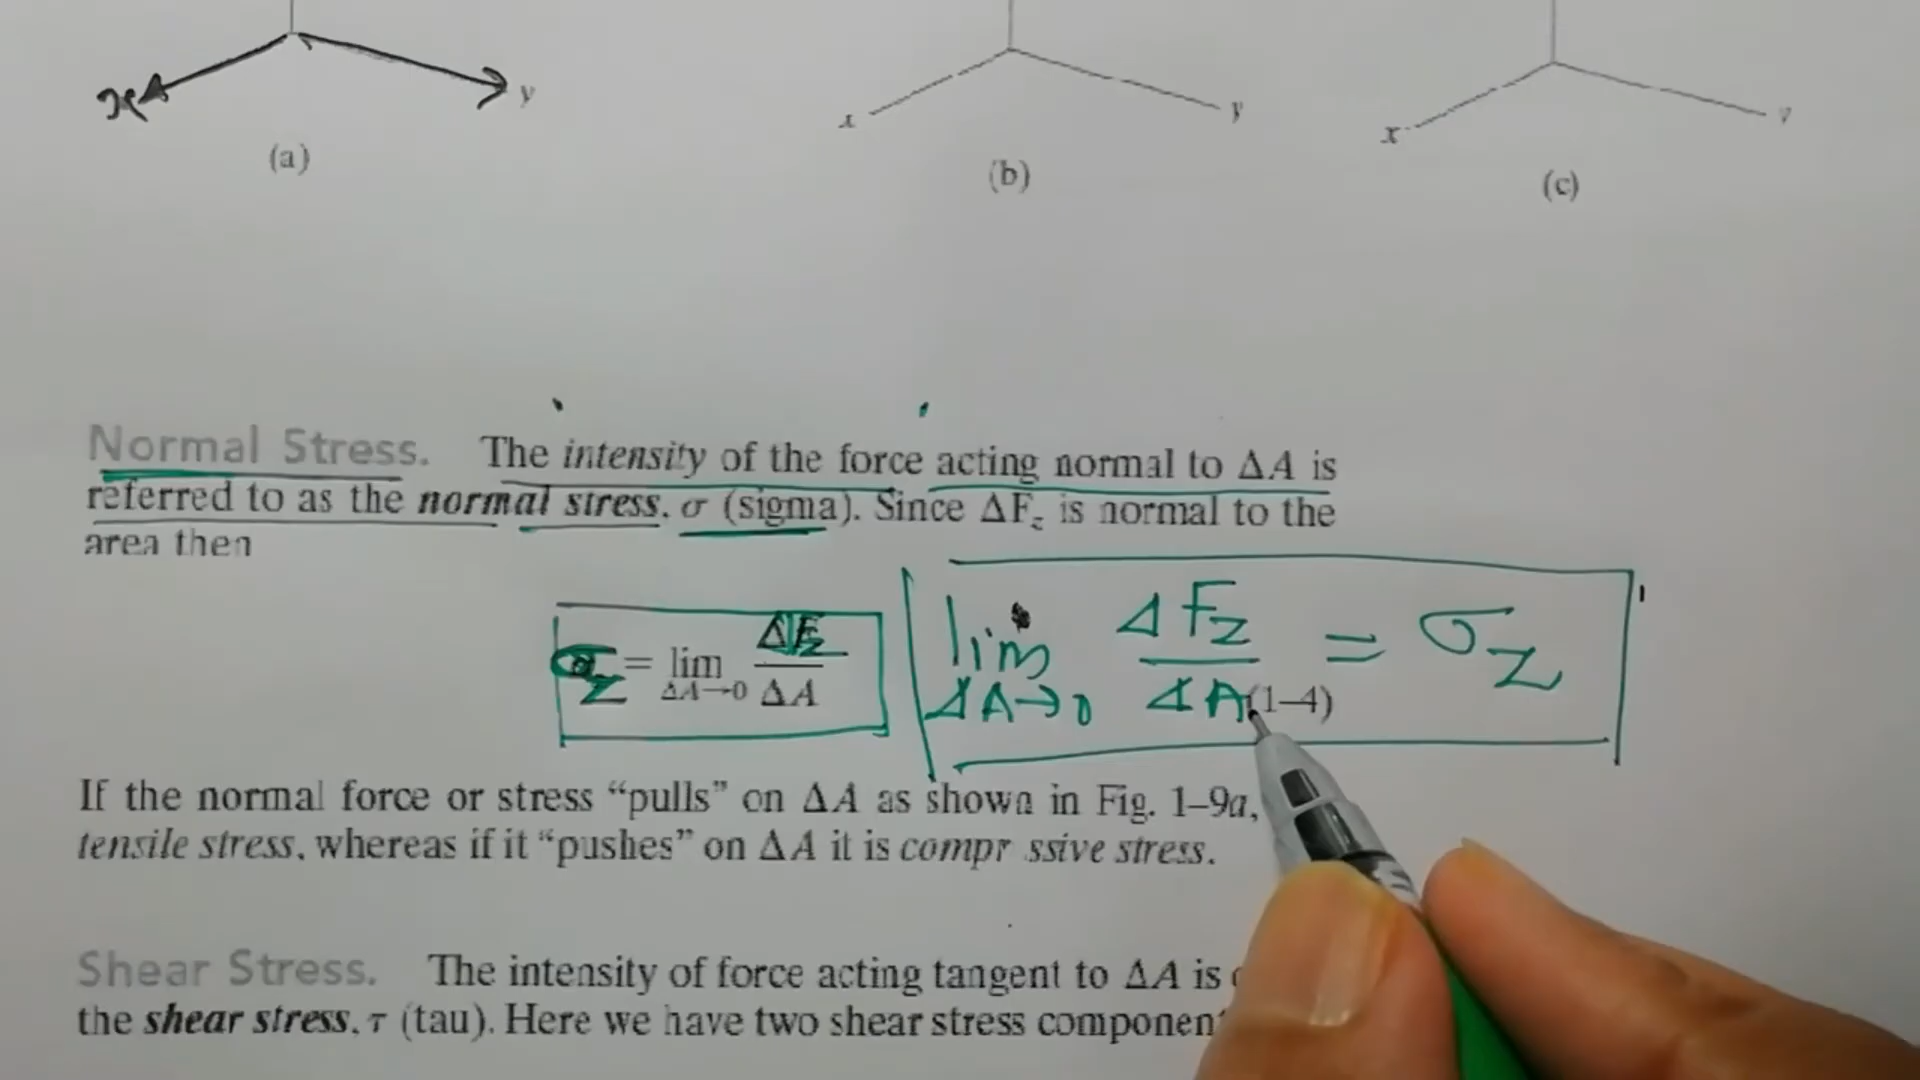 x y
x y
x y
(a)
(b)
(c)
Normal Stress. The intensity of the force acting normal to ΔA is
referred to as the normal stress, σ (sigma). Since ΔFz is normal to the
area then
σz = lim ΔA→0 ΔFz / ΔA
lim ΔA→0 ΔFz / ΔA = σz
(1–4)
If the normal force or stress “pulls” on ΔA as shown in Fig. 1–9a,
tensile stress, whereas if it “pushes” on ΔA it is compr ssive stress.
Shear Stress. The intensity of force acting tangent to ΔA is
the shear stress, τ (tau). Here we have two shear stress component